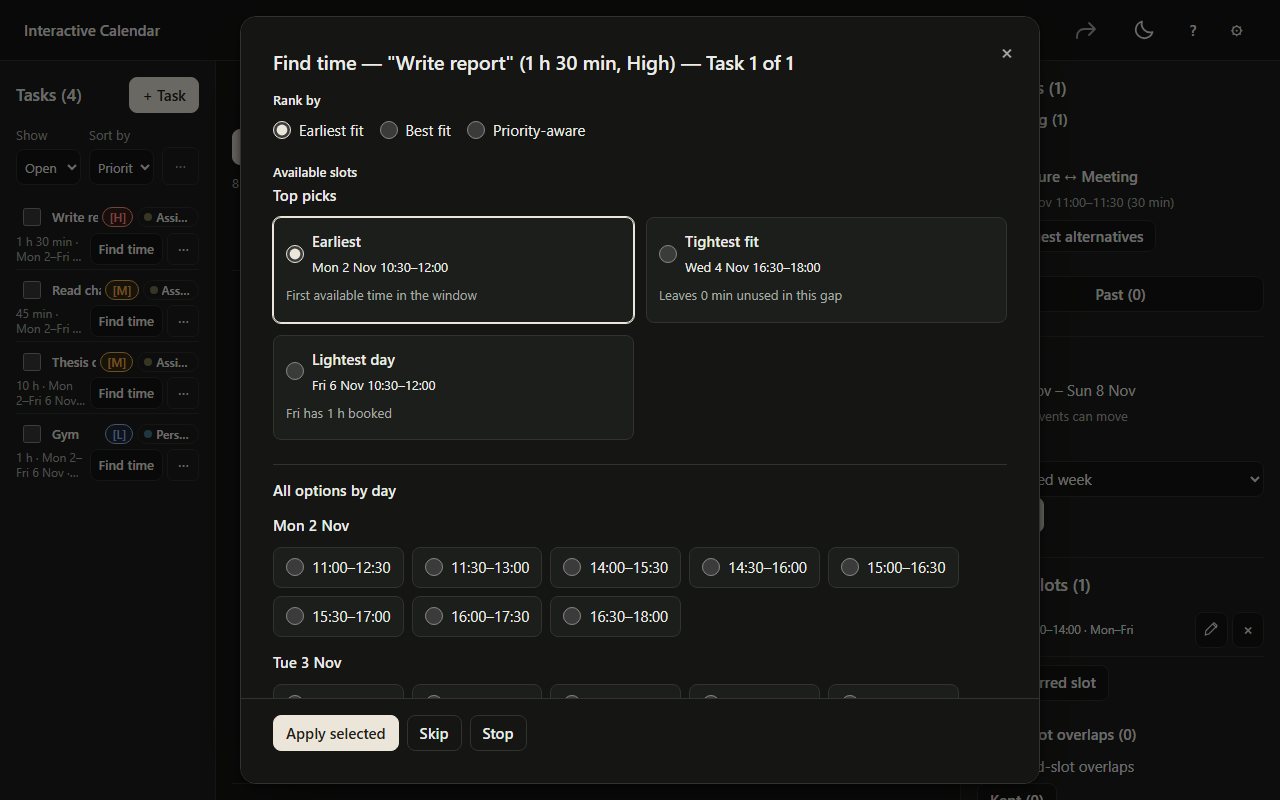 Interactive Calendar
?
Tasks (4)
+ Task
Show
Sort by
Open
Priorit
...
Write re
[H]
Assi...
1 h 30 min ·
Mon 2–Fri ...
Find time
...
Read cha
[M]
Ass...
45 min ·
Mon 2–Fri ...
Find time
...
Thesis c
[M]
Assi...
10 h · Mon
2–Fri 6 Nov...
Find time
...
Gym
[L]
Pers...
1 h · Mon 2–
Fri 6 Nov ·...
Find time
...
8
Find time — "Write report" (1 h 30 min, High) — Task 1 of 1
×
Rank by
Earliest fit
Best fit
Priority-aware
Available slots
Top picks
Earliest
Mon 2 Nov 10:30–12:00
First available time in the window
Tightest fit
Wed 4 Nov 16:30–18:00
Leaves 0 min unused in this gap
Lightest day
Fri 6 Nov 10:30–12:00
Fri has 1 h booked
All options by day
Mon 2 Nov
11:00–12:30
11:30–13:00
14:00–15:30
14:30–16:00
15:00–16:30
15:30–17:00
16:00–17:30
16:30–18:00
Tue 3 Nov
Apply selected
Skip
Stop
s (1)
g (1)
ure ↔ Meeting
ov 11:00–11:30 (30 min)
est alternatives
Past (0)
ov – Sun 8 Nov
vents can move
ed week
lots (1)
0–14:00 · Mon–Fri
×
rred slot
ot overlaps (0)
d-slot overlaps